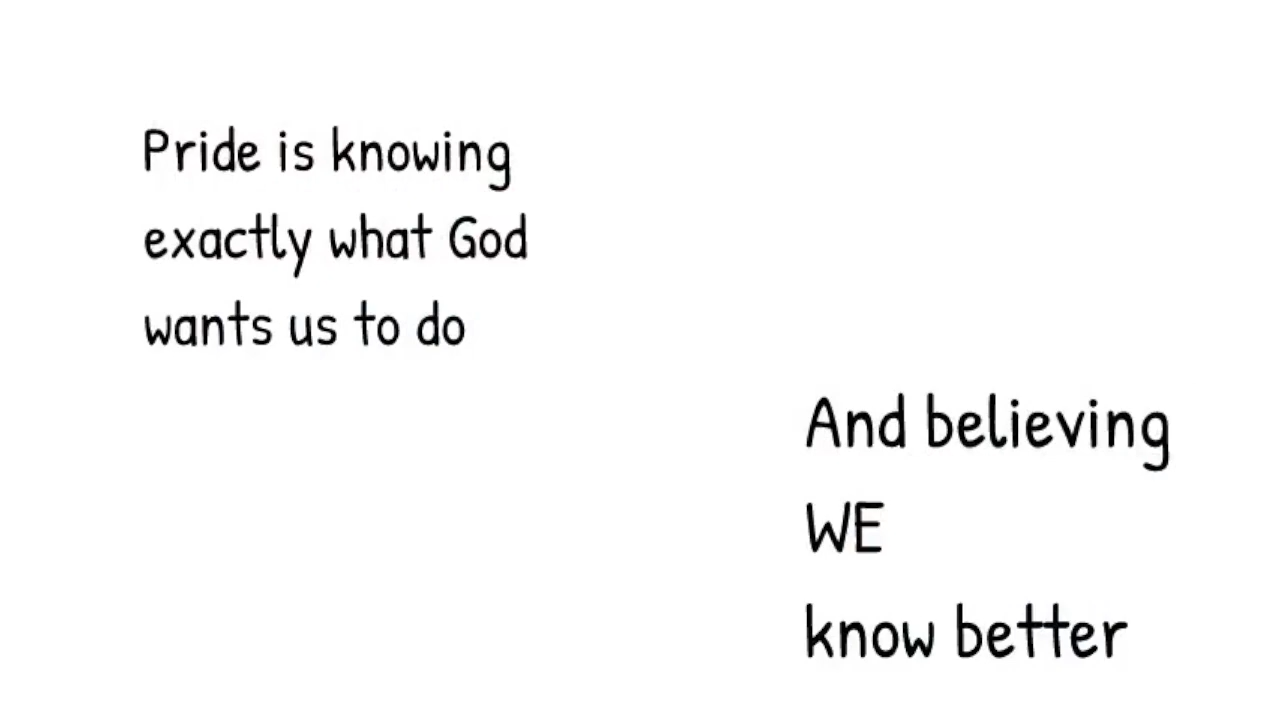 Pride is knowing
exactly what God
wants us to do
And believing
WE
know better